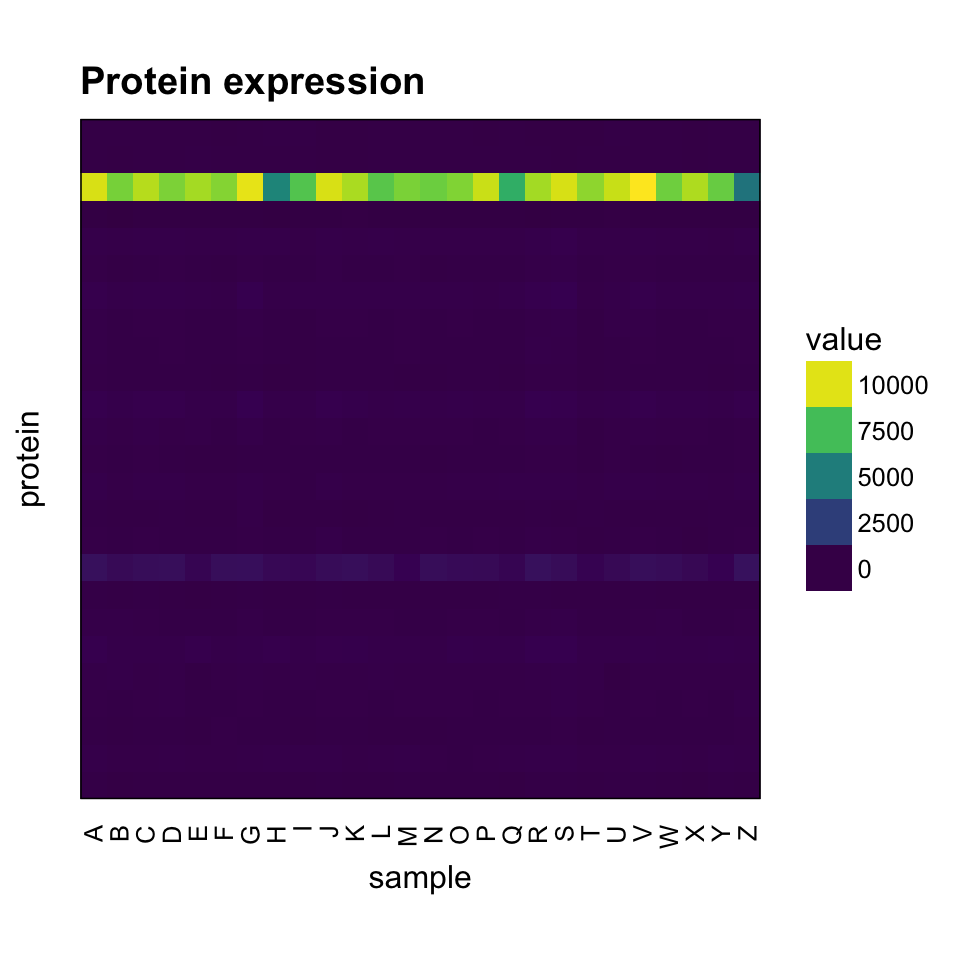 Protein expression
protein
value
10000
7500
5000
2500
0
A B C D E F G H I J K L M N O P Q R S T U V W X Y Z
sample